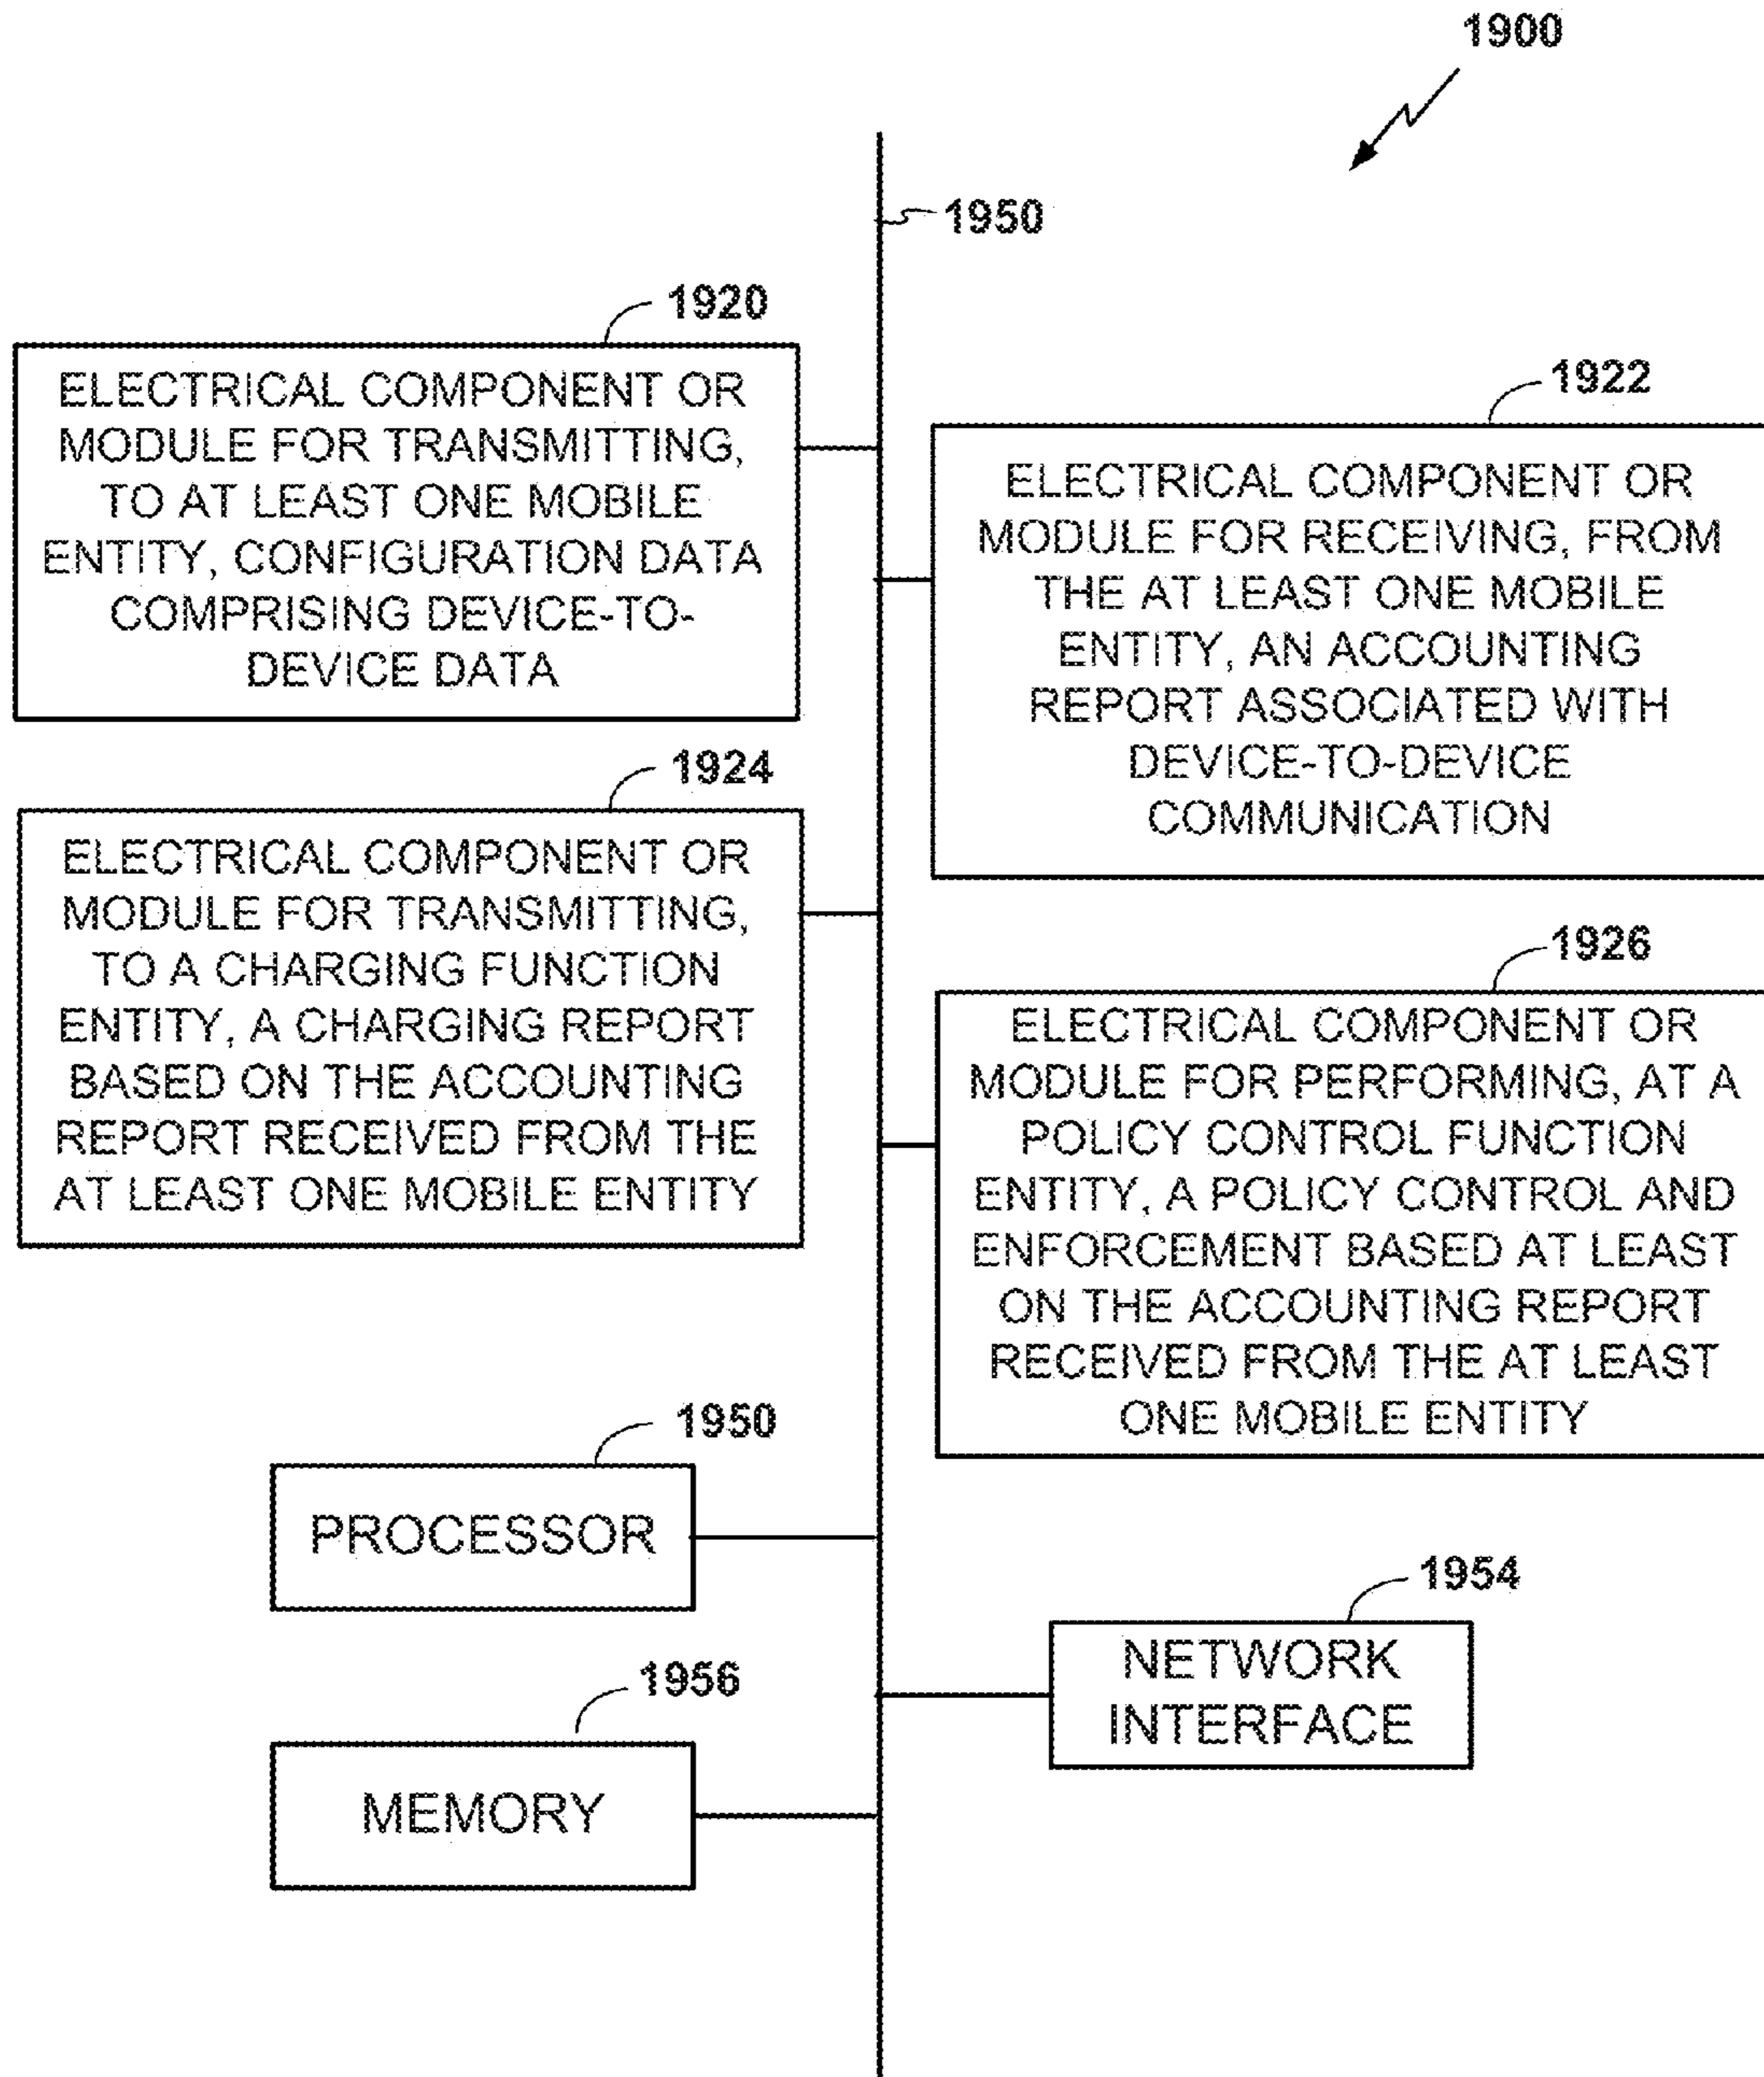 1900
1950
1920
ELECTRICAL COMPONENT OR
MODULE FOR TRANSMITTING,
TO AT LEAST ONE MOBILE
ENTITY, CONFIGURATION DATA
COMPRISING DEVICE-TO-
DEVICE DATA
1922
ELECTRICAL COMPONENT OR
MODULE FOR RECEIVING, FROM
THE AT LEAST ONE MOBILE
ENTITY, AN ACCOUNTING
REPORT ASSOCIATED WITH
DEVICE-TO-DEVICE
COMMUNICATION
1924
ELECTRICAL COMPONENT OR
MODULE FOR TRANSMITTING,
TO A CHARGING FUNCTION
ENTITY, A CHARGING REPORT
BASED ON THE ACCOUNTING
REPORT RECEIVED FROM THE
AT LEAST ONE MOBILE ENTITY
1926
ELECTRICAL COMPONENT OR
MODULE FOR PERFORMING, AT A
POLICY CONTROL FUNCTION
ENTITY, A POLICY CONTROL AND
ENFORCEMENT BASED AT LEAST
ON THE ACCOUNTING REPORT
RECEIVED FROM THE AT LEAST
ONE MOBILE ENTITY
1950
PROCESSOR
1954
NETWORK
INTERFACE
1956
MEMORY